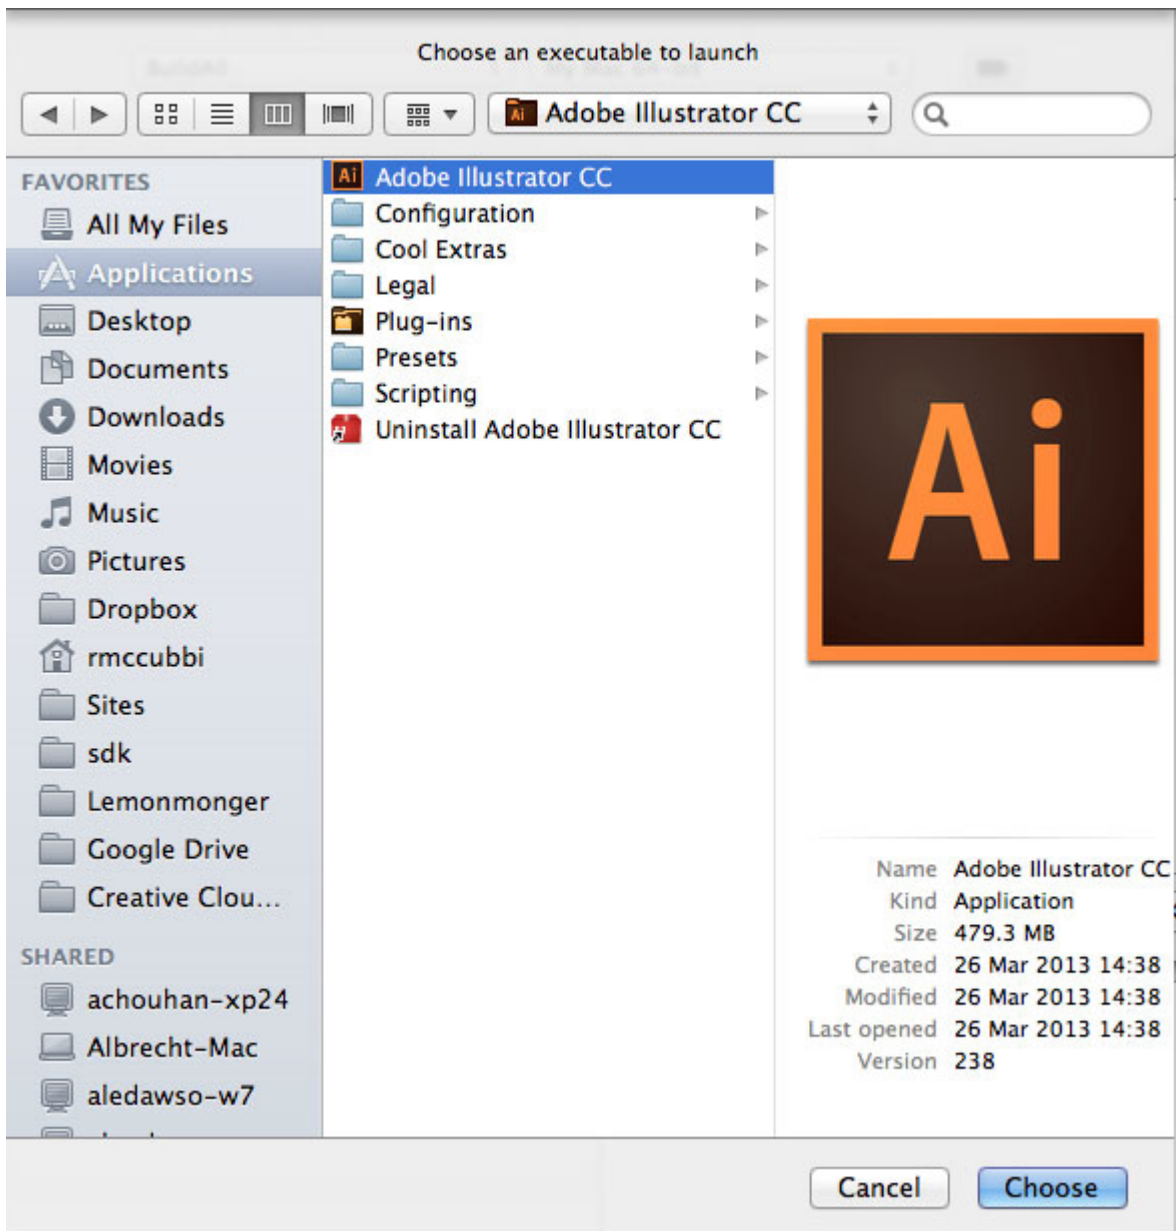 Choose an executable to launch
Ai Adobe Illustrator CC
FAVORITES
All My Files
Applications
Desktop
Documents
Downloads
Movies
Music
Pictures
Dropbox
rmccubbi
Sites
sdk
Lemonmonger
Google Drive
Creative Clou...
SHARED
achouhan-xp24
Albrecht-Mac
aledawso-w7
Ai Adobe Illustrator CC
Configuration
Cool Extras
Legal
Plug-ins
Presets
Scripting
Uninstall Adobe Illustrator CC
Ai
Name Adobe Illustrator CC
Kind Application
Size 479.3 MB
Created 26 Mar 2013 14:38
Modified 26 Mar 2013 14:38
Last opened 26 Mar 2013 14:38
Version 238
Cancel Choose